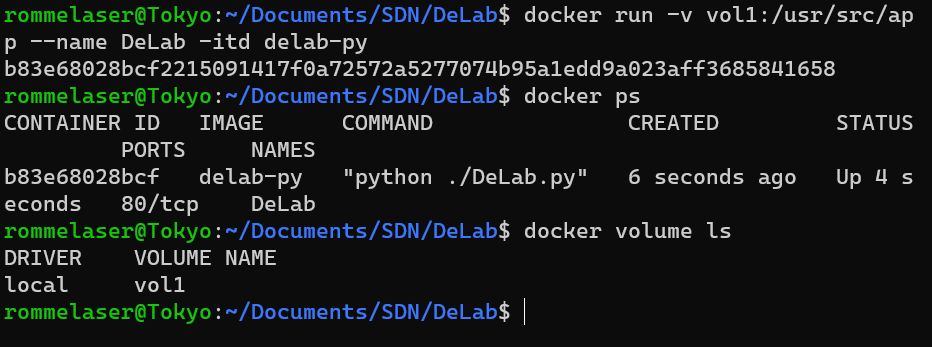 rommelaser@Tokyo:~/Documents/SDN/DeLab$ docker run -v vol1:/usr/src/ap
p --name DeLab -itd delab-py
b83e68028bcf2215091417f0a72572a5277074b95a1edd9a023aff3685841658
rommelaser@Tokyo:~/Documents/SDN/DeLab$ docker ps
CONTAINER ID   IMAGE      COMMAND               CREATED         STATUS
         PORTS     NAMES
b83e68028bcf   delab-py   "python ./DeLab.py"   6 seconds ago   Up 4 s
econds   80/tcp    DeLab
rommelaser@Tokyo:~/Documents/SDN/DeLab$ docker volume ls
DRIVER    VOLUME NAME
local     vol1
rommelaser@Tokyo:~/Documents/SDN/DeLab$